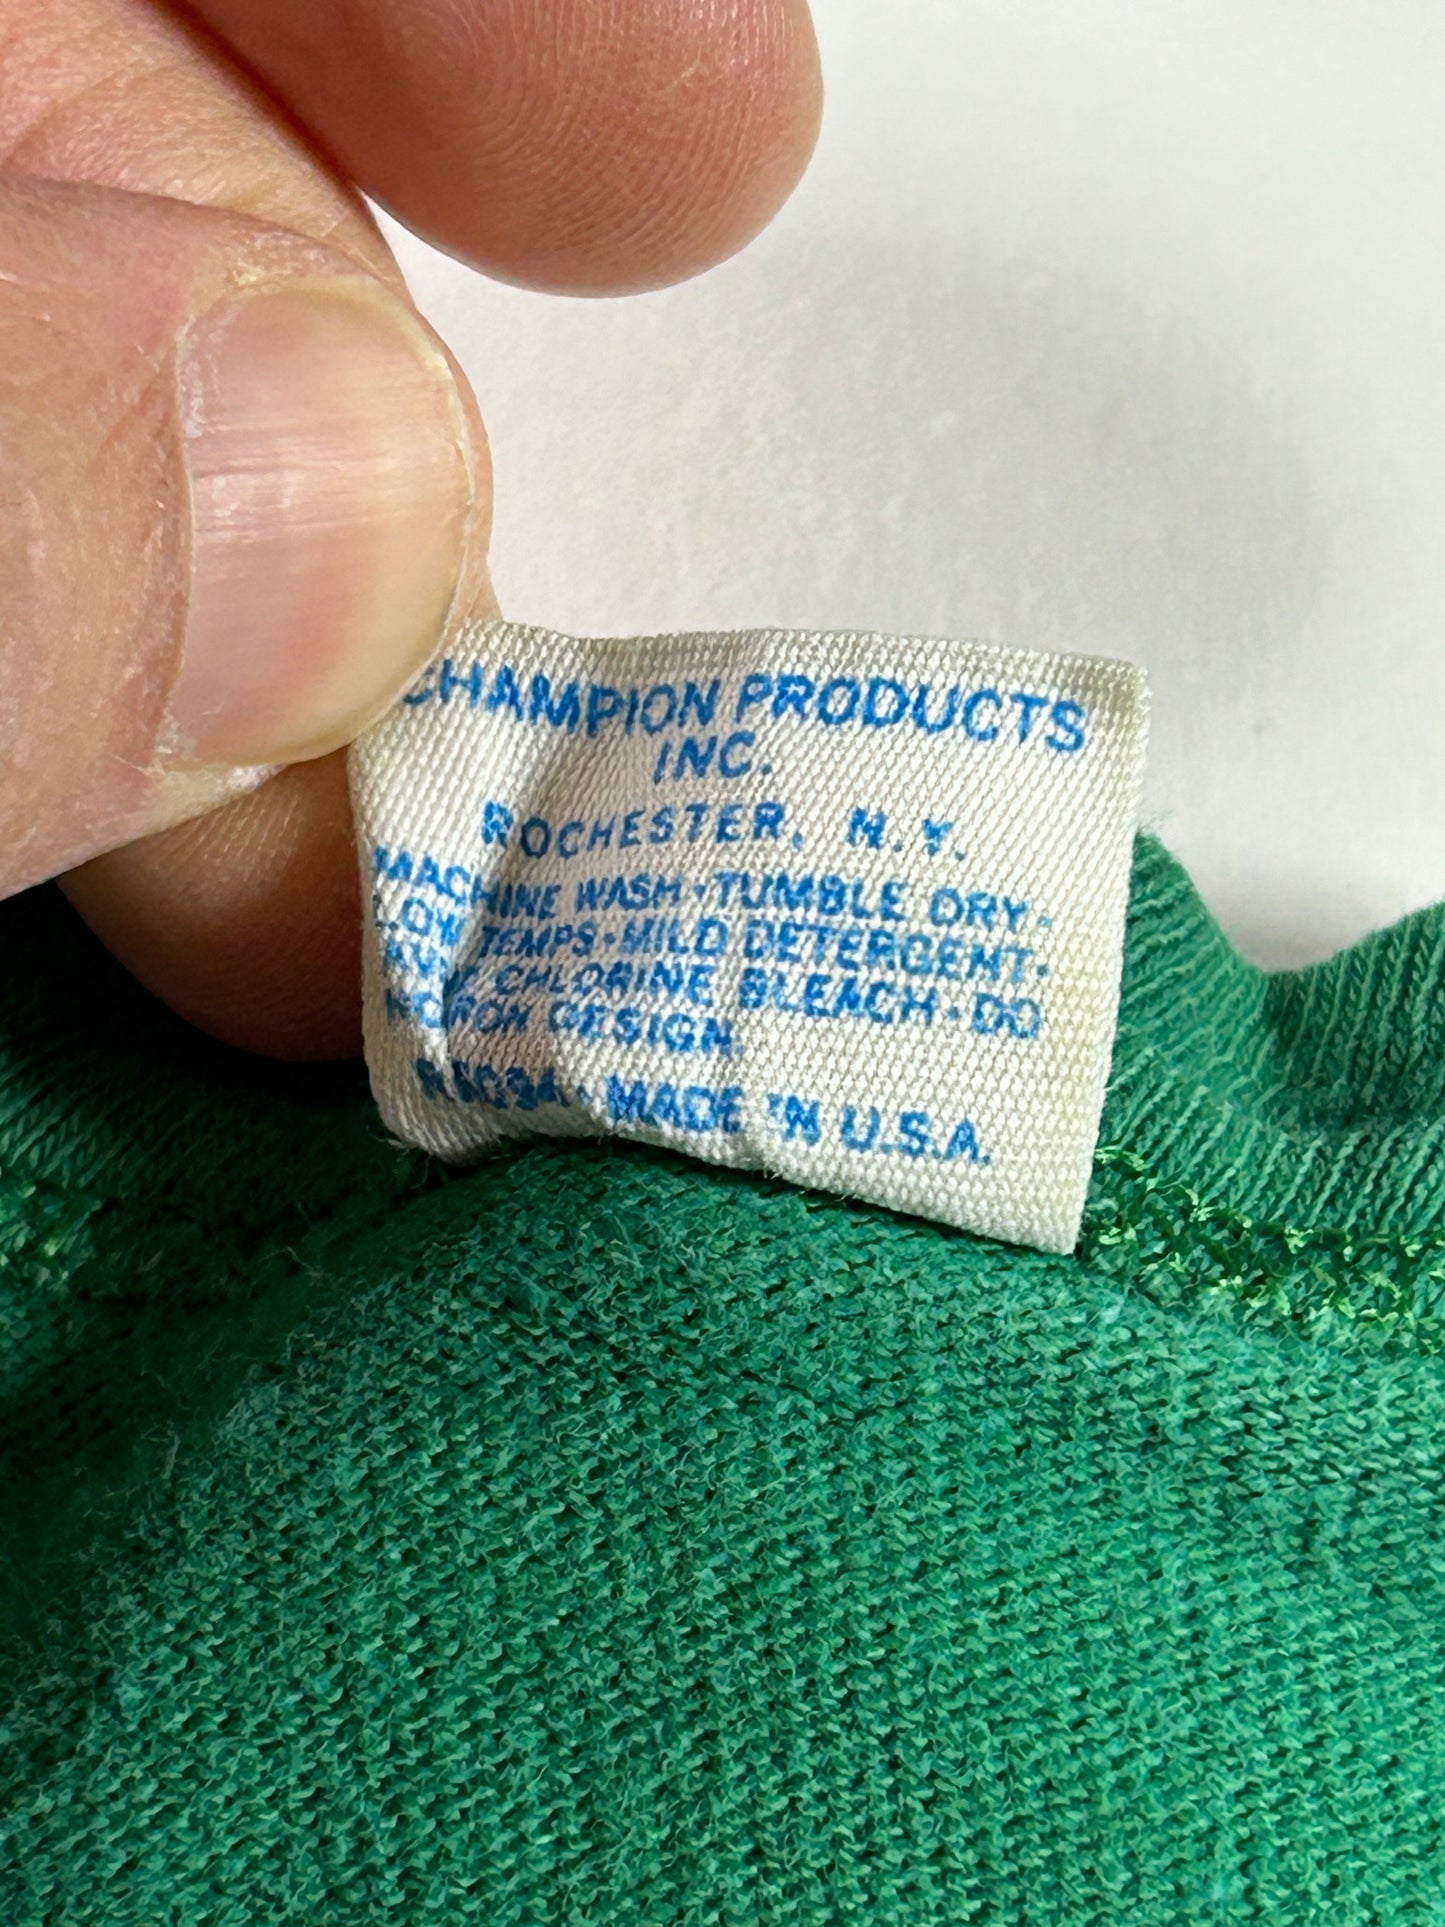 CHAMPION PRODUCTS
INC.
ROCHESTER, N.Y.
MACHINE WASH·TUMBLE DRY·
LOW TEMPS·MILD DETERGENT·
CHLORINE BLEACH·DO
DESIGN.
MADE IN U.S.A.